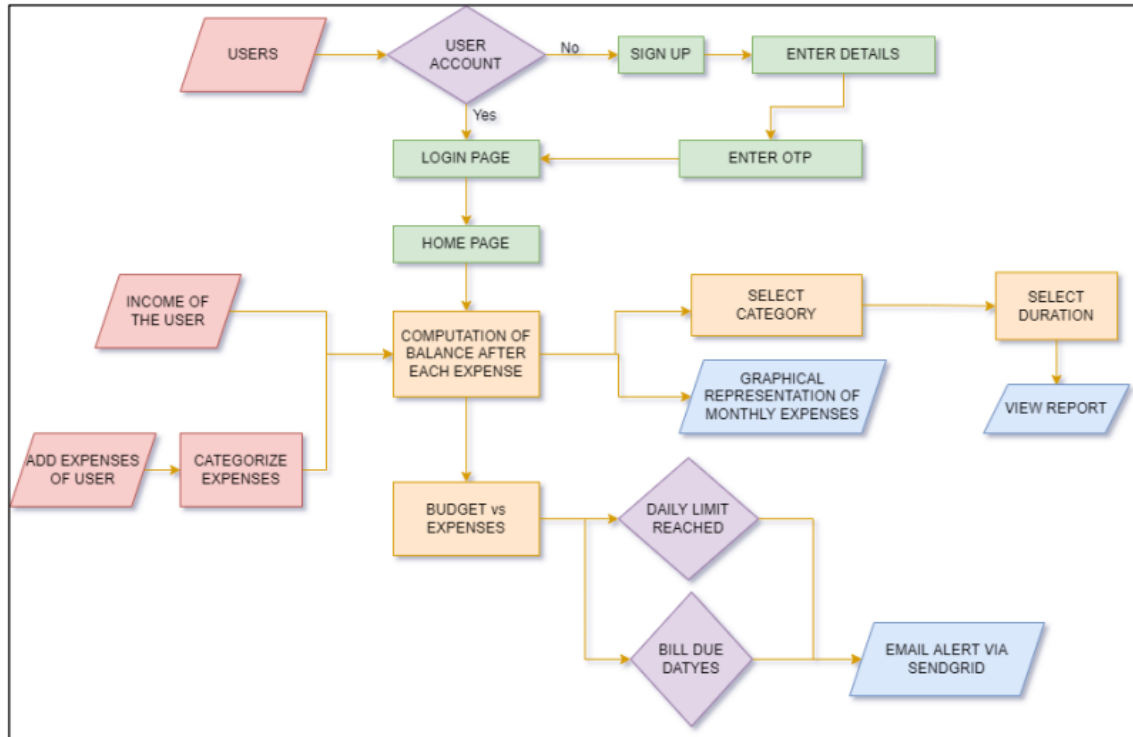 USERS
USER
ACCOUNT
No
SIGN UP
ENTER DETAILS
Yes
LOGIN PAGE
ENTER OTP
HOME PAGE
INCOME OF
THE USER
COMPUTATION OF
BALANCE AFTER
EACH EXPENSE
SELECT
CATEGORY
SELECT
DURATION
GRAPHICAL
REPRESENTATION OF
MONTHLY EXPENSES
VIEW REPORT
ADD EXPENSES
OF USER
CATEGORIZE
EXPENSES
BUDGET vs
EXPENSES
DAILY LIMIT
REACHED
BILL DUE
DATYES
EMAIL ALERT VIA
SENDGRID